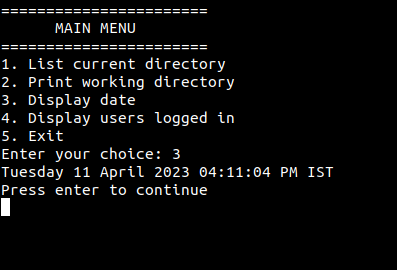 =======================
MAIN MENU
=======================
1. List current directory
2. Print working directory
3. Display date
4. Display users logged in
5. Exit
Enter your choice: 3
Tuesday 11 April 2023 04:11:04 PM IST
Press enter to continue